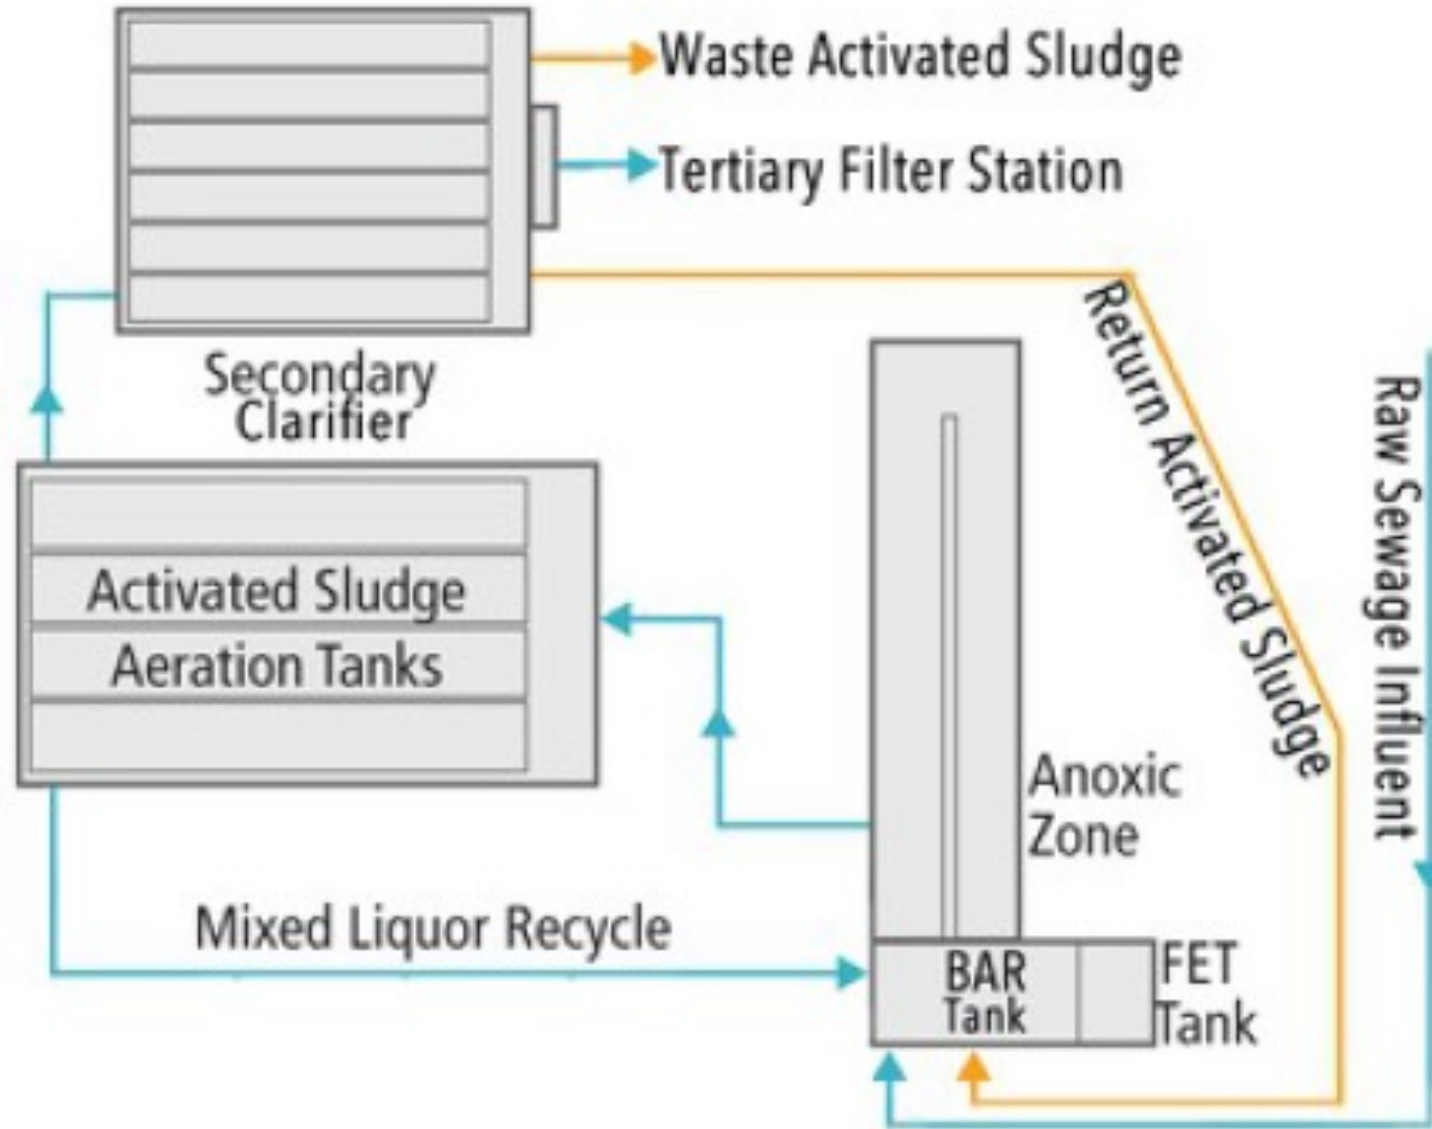 Waste Activated Sludge
Tertiary Filter Station
Secondary
Clarifier
Return Activated Sludge
Raw Sewage Influent
Activated Sludge
Aeration Tanks
Anoxic
Zone
Mixed Liquor Recycle
BAR
Tank
FET
Tank